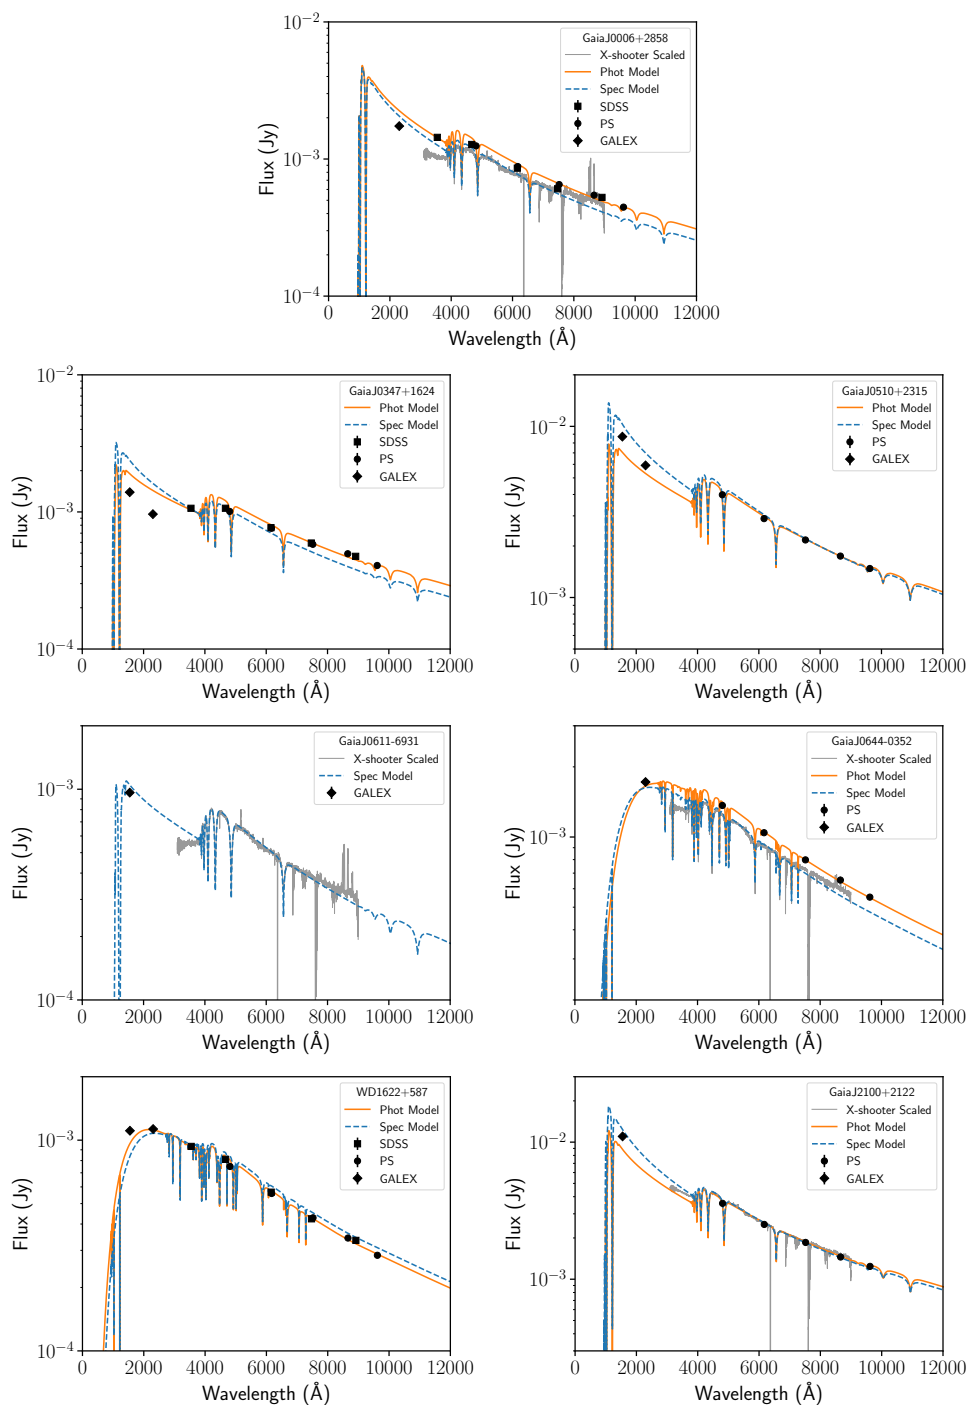 GaiaJ0006+2858
X-shooter Scaled
Phot Model
Spec Model
SDSS
PS
GALEX
10⁻²
10⁻³
10⁻⁴
Flux (Jy)
0 2000 4000 6000 8000 10000 12000
Wavelength (Å)
GaiaJ0347+1624
Phot Model
Spec Model
SDSS
PS
GALEX
10⁻²
10⁻³
10⁻⁴
Flux (Jy)
0 2000 4000 6000 8000 10000 12000
Wavelength (Å)
GaiaJ0510+2315
Phot Model
Spec Model
PS
GALEX
10⁻²
10⁻³
Flux (Jy)
0 2000 4000 6000 8000 10000 12000
Wavelength (Å)
GaiaJ0611-6931
X-shooter Scaled
Spec Model
GALEX
10⁻³
10⁻⁴
Flux (Jy)
0 2000 4000 6000 8000 10000 12000
Wavelength (Å)
GaiaJ0644-0352
X-shooter Scaled
Phot Model
Spec Model
PS
GALEX
10⁻³
Flux (Jy)
0 2000 4000 6000 8000 10000 12000
Wavelength (Å)
WD1622+587
Phot Model
Spec Model
SDSS
PS
GALEX
10⁻³
10⁻⁴
Flux (Jy)
0 2000 4000 6000 8000 10000 12000
Wavelength (Å)
GaiaJ2100+2122
X-shooter Scaled
Phot Model
Spec Model
PS
GALEX
10⁻²
10⁻³
Flux (Jy)
0 2000 4000 6000 8000 10000 12000
Wavelength (Å)